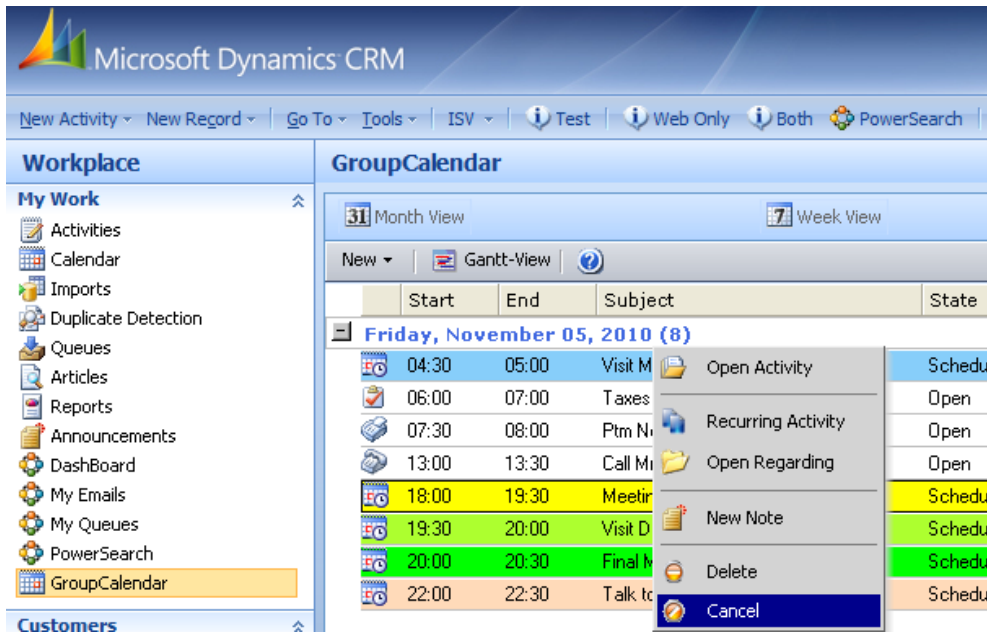 Microsoft Dynamics CRM
New Activity New Record Go To Tools ISV Test Web Only Both PowerSearch
Workplace
GroupCalendar
My Work
Activities
Calendar
Imports
Duplicate Detection
Queues
Articles
Reports
Announcements
DashBoard
My Emails
My Queues
PowerSearch
GroupCalendar
Customers
31 Month View 7 Week View
New Gantt-View
Start End Subject State
Friday, November 05, 2010 (8)
04:30 05:00 Visit M Schedu
06:00 07:00 Taxes Open
07:30 08:00 Ptm N Open
13:00 13:30 Call M Open
18:00 19:30 Meetin Schedu
19:30 20:00 Visit D Schedu
20:00 20:30 Final M Schedu
22:00 22:30 Talk to Schedu
Open Activity
Recurring Activity
Open Regarding
New Note
Delete
Cancel